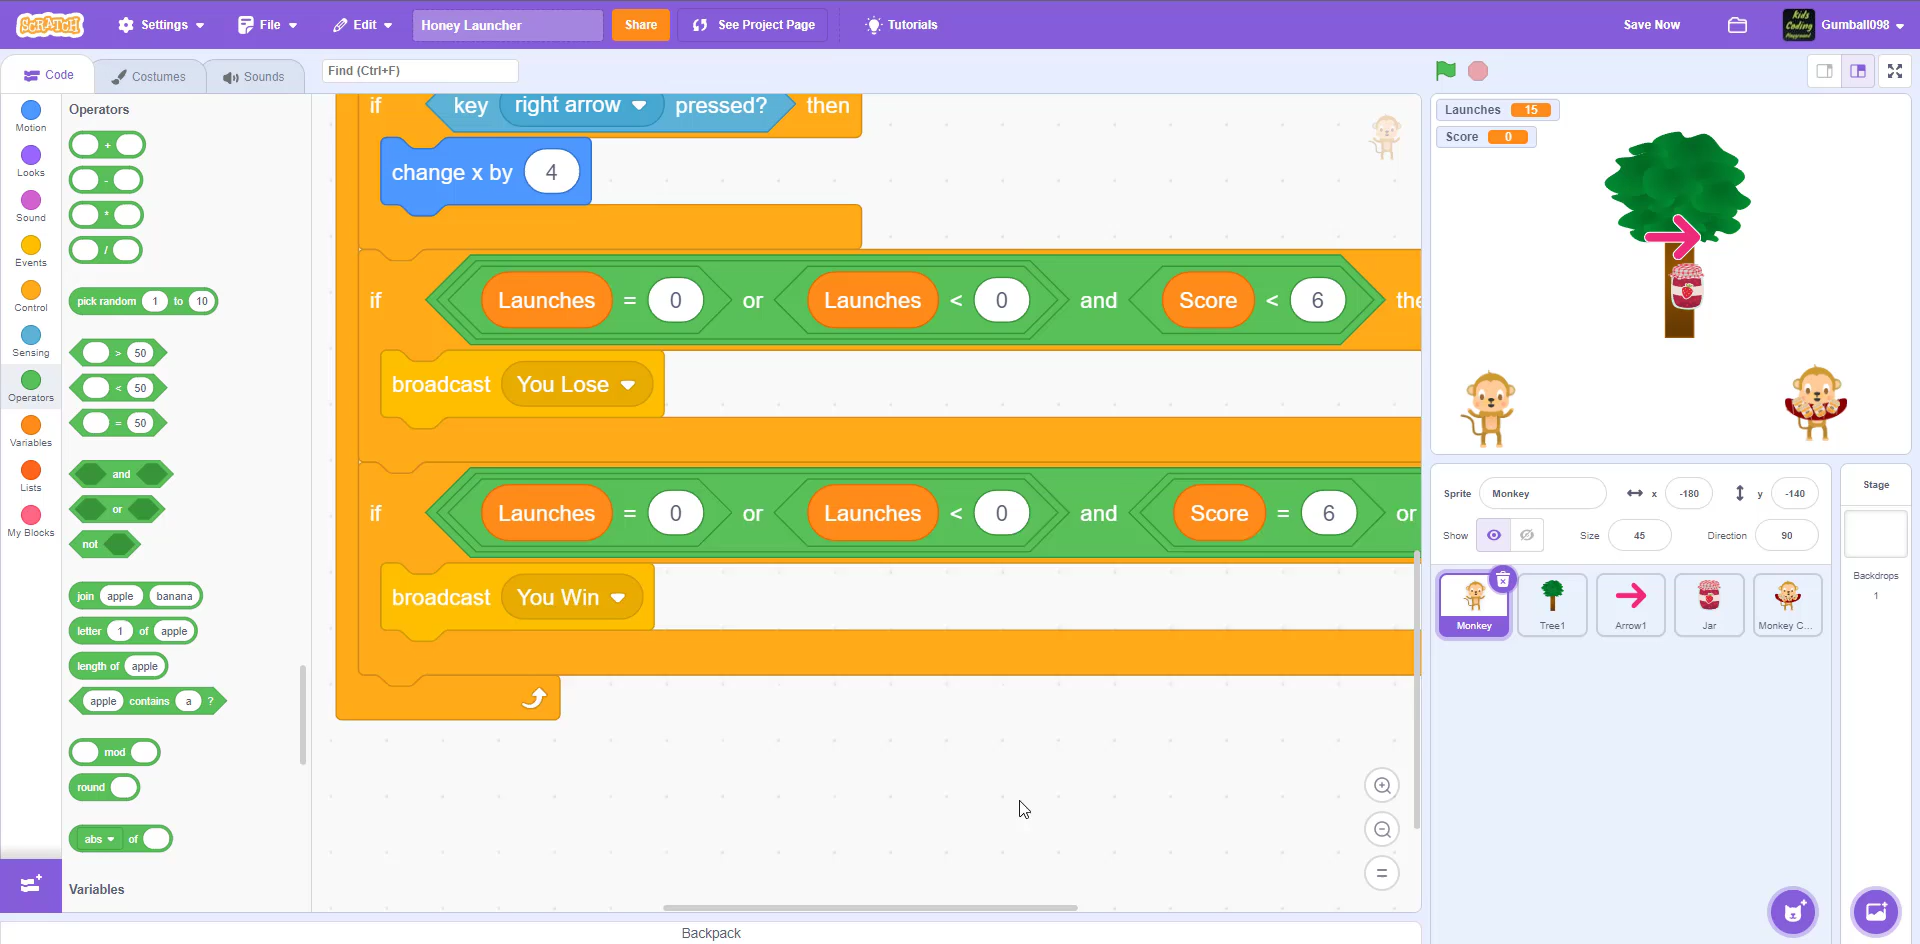 SCRATCH
Settings
File
Edit
Honey Launcher
Share
See Project Page
Tutorials
Save Now
Kids
Coding
Playground
Gumball098
Code
Costumes
Sounds
Find (Ctrl+F)
Motion
Looks
Sound
Events
Control
Sensing
Operators
Variables
Lists
My Blocks
Operators
+
-
*
/
pick random 1 to 10
> 50
< 50
= 50
and
or
not
join apple banana
letter 1 of apple
length of apple
apple contains a ?
mod
round
abs of
Variables
if key right arrow pressed? then
change x by 4
if Launches = 0 or Launches < 0 and Score < 6 the
broadcast You Lose
if Launches = 0 or Launches < 0 and Score = 6 or
broadcast You Win
Backpack
Launches 15
Score 0
Sprite Monkey x -180 y -140
Show Size 45 Direction 90
Monkey
Tree1
Arrow1
Jar
Monkey C...
Stage
Backdrops
1